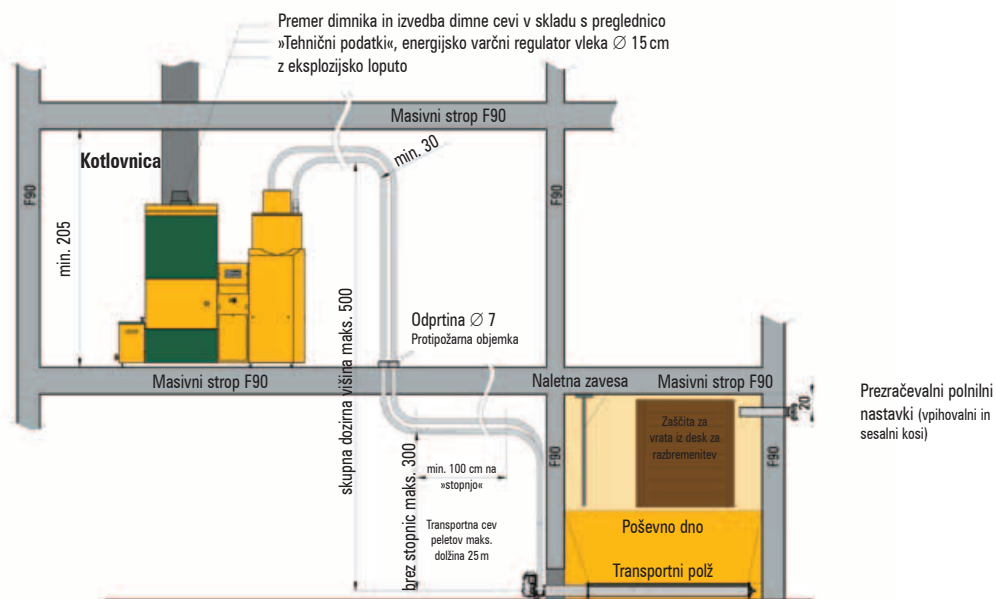 Premer dimnika in izvedba dimne cevi v skladu s preglednico
»Tehnični podatki«, energijsko varčni regulator vleka ∅ 15 cm
z eksplozijsko loputo
Masivni strop F90
Kotlovnica
min. 30
F90
F90
min. 205
skupna dozirna višina maks. 500
Odprtina ∅ 7
Protipožarna objemka
Masivni strop F90
Naletna zavesa
Masivni strop F90
Prezračevalni polnilni
nastavki (vpihovalni in
sesalni kosi)
20
Zaščita za
vrata iz desk za
razbremenitev
F90
F90
brez stopnic maks. 300
min. 100 cm na
»stopnjo«
Transportna cev
peletov maks.
dolžina 25 m
Poševno dno
Transportni polž